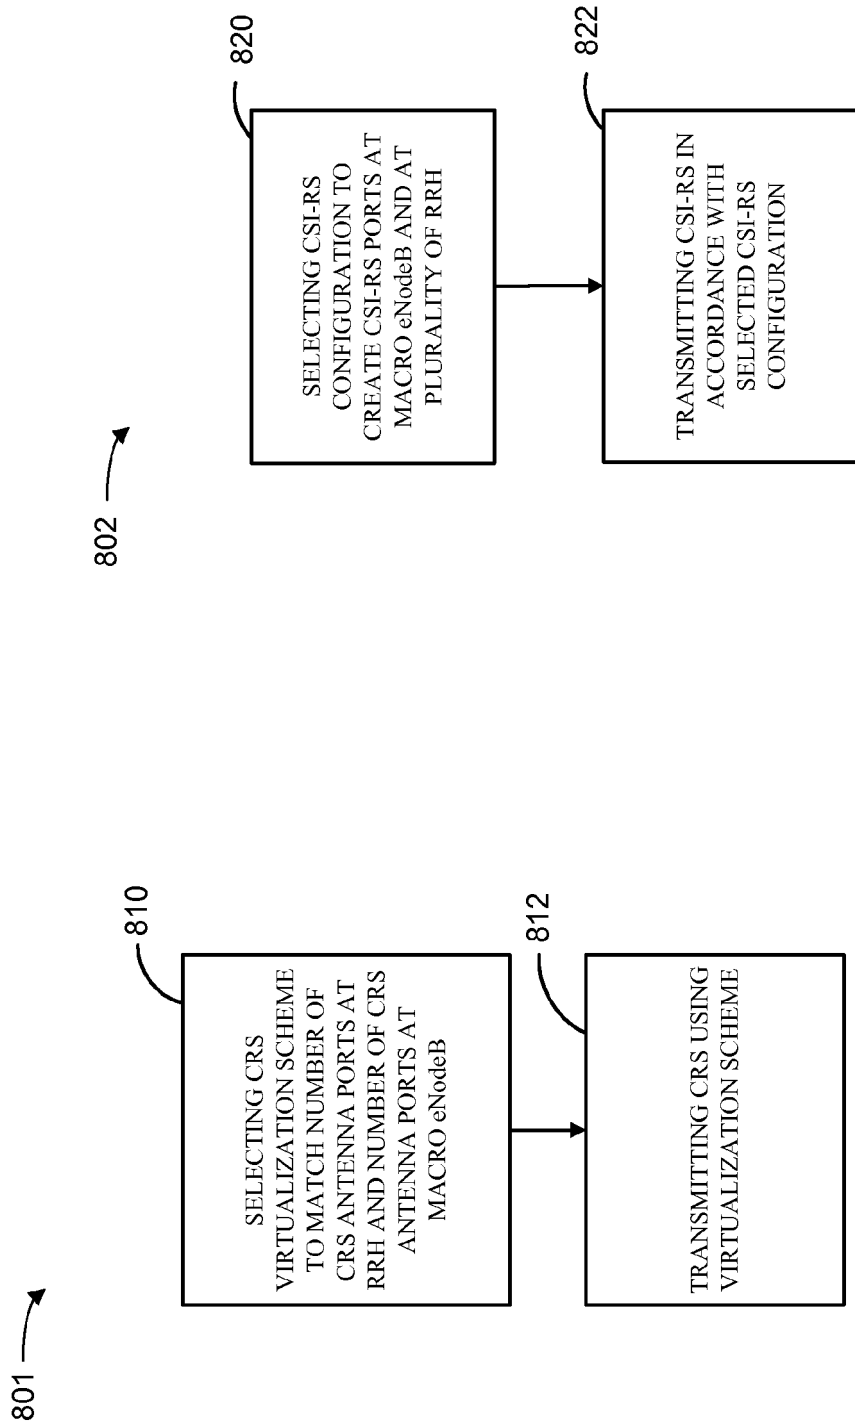 801
810
SELECTING CRS
VIRTUALIZATION SCHEME
TO MATCH NUMBER OF
CRS ANTENNA PORTS AT
RRH AND NUMBER OF CRS
ANTENNA PORTS AT
MACRO eNodeB
812
TRANSMITTING CRS USING
VIRTUALIZATION SCHEME
802
820
SELECTING CSI-RS
CONFIGURATION TO
CREATE CSI-RS PORTS AT
MACRO eNodeB AND AT
PLURALITY OF RRH
822
TRANSMITTING CSI-RS IN
ACCORDANCE WITH
SELECTED CSI-RS
CONFIGURATION